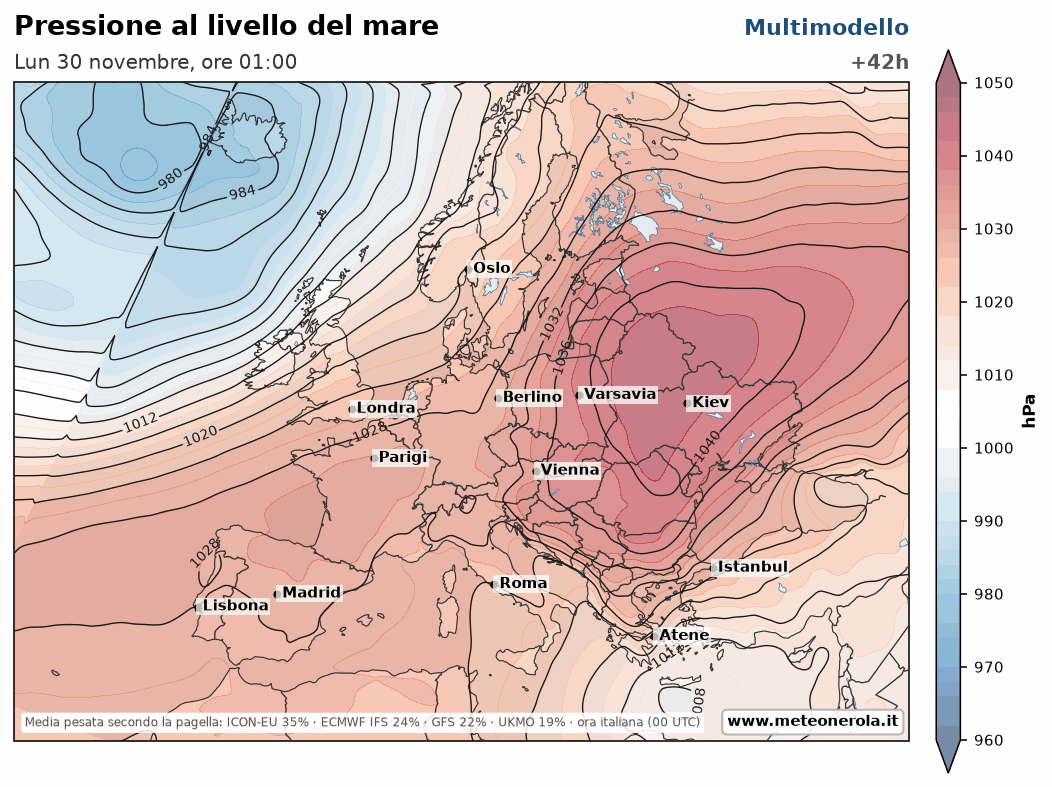 Pressione al livello del mare
Multimodello
Lun 30 novembre, ore 01:00
+42h
1050
1040
1030
1020
1010
1000
990
980
970
960
hPa
984
980
984
Oslo
1032
1036
Berlino
Varsavia
Kiev
Londra
1012
1020
1028
1040
Parigi
Vienna
1028
Istanbul
Roma
Madrid
Lisbona
Atene
1008
Media pesata secondo la pagella: ICON-EU 35% · ECMWF IFS 24% · GFS 22% · UKMO 19% · ora italiana (00 UTC)
www.meteonerola.it